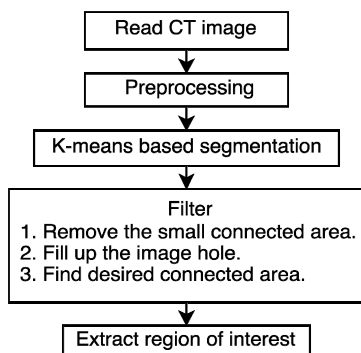 Read CT image
Preprocessing
K-means based segmentation
Filter
1. Remove the small connected area.
2. Fill up the image hole.
3. Find desired connected area.
Extract region of interest